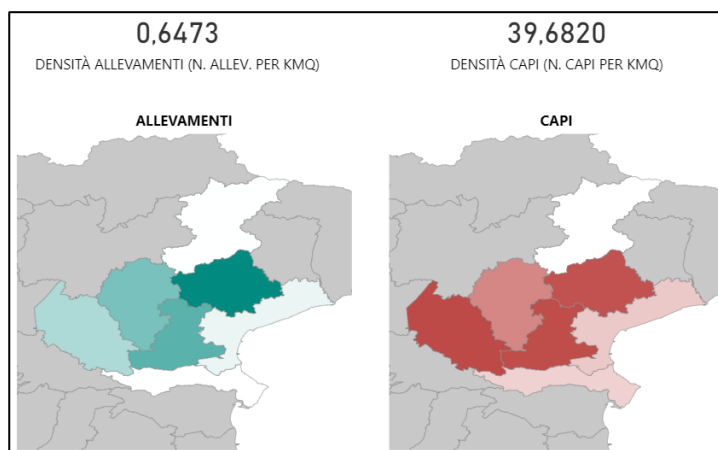 0,6473
DENSITÀ ALLEVAMENTI (N. ALLEV. PER KMQ)
ALLEVAMENTI
39,6820
DENSITÀ CAPI (N. CAPI PER KMQ)
CAPI